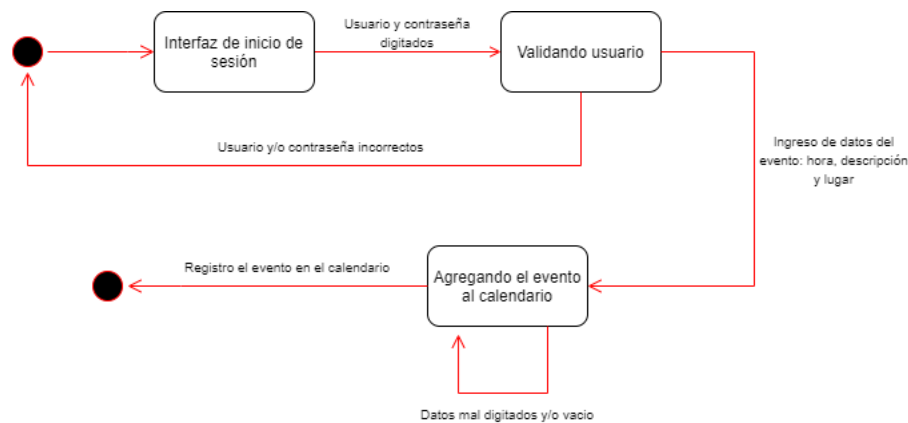 Usuario y contraseña
digitados
Interfaz de inicio de
sesión
Validando usuario
Usuario y/o contraseña incorrectos
Ingreso de datos del
evento: hora, descripción
y lugar
Registro el evento en el calendario
Agregando el evento
al calendario
Datos mal digitados y/o vacio